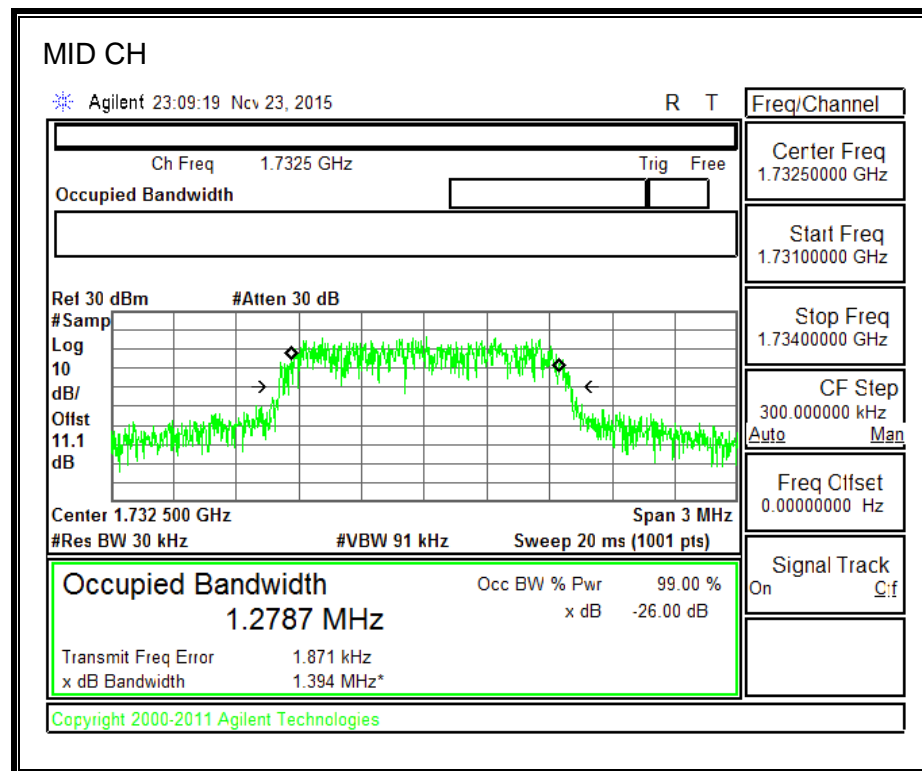 MID CH
Agilent 23:09:19 Nov 23, 2015 R T
Freq/Channel
Ch Freq 1.7325 GHz Trig Free
Occupied Bandwidth
Center Freq
1.73250000 GHz
Start Freq
1.73100000 GHz
Stop Freq
1.73400000 GHz
CF Step
300.000000 kHz
Auto Man
Freq Offset
0.00000000 Hz
Signal Track
On Off
Ref 30 dBm #Atten 30 dB
#Samp
Log
10
dB/
Offst
11.1
dB
Center 1.732 500 GHz Span 3 MHz
#Res BW 30 kHz #VBW 91 kHz Sweep 20 ms (1001 pts)
Occupied Bandwidth Occ BW % Pwr 99.00 %
1.2787 MHz x dB -26.00 dB
Transmit Freq Error 1.871 kHz
x dB Bandwidth 1.394 MHz*
Copyright 2000-2011 Agilent Technologies